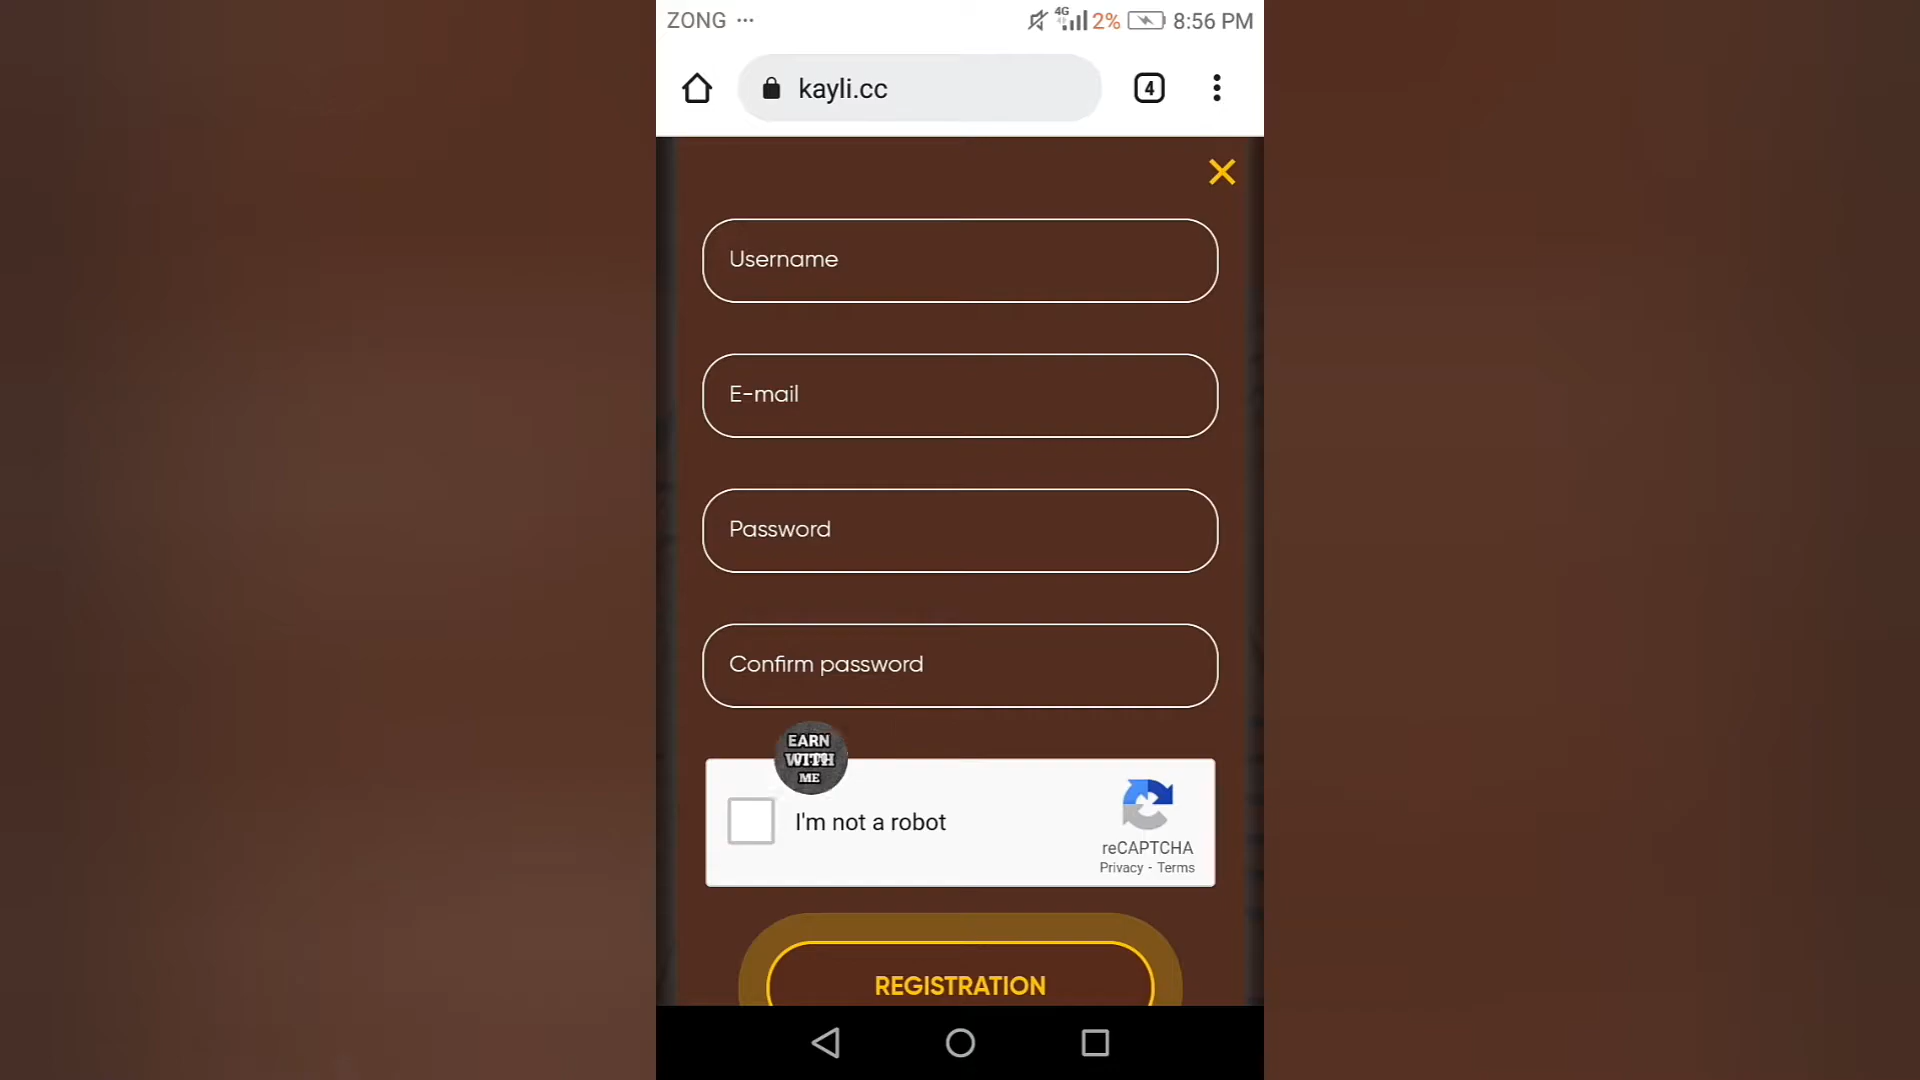 ZONG ...
4G 2% 8:56 PM
kayli.cc 4
Username
E-mail
Password
Confirm password
EARN
WITH
ME
I'm not a robot
reCAPTCHA
Privacy - Terms
REGISTRATION